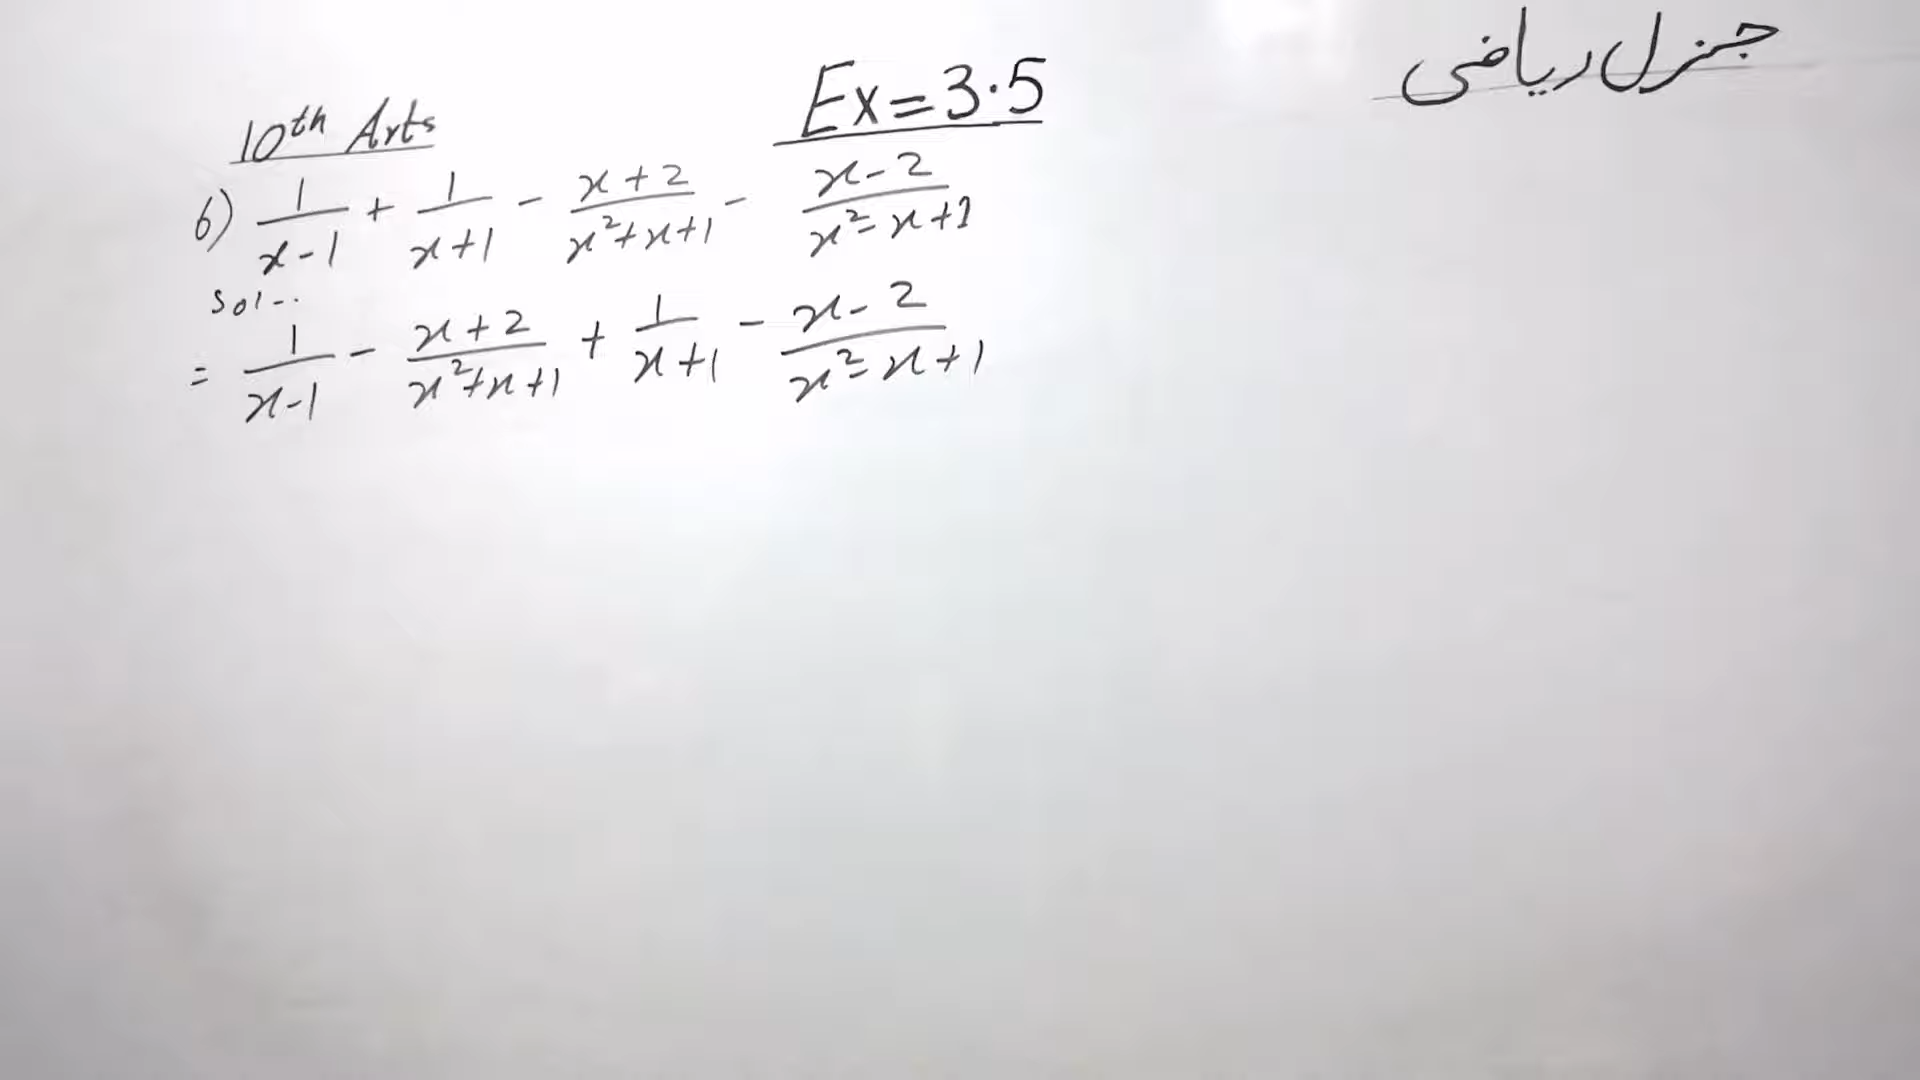 جنرل ریاضی
Ex=3.5
10th Arts
6) 1/(x-1) + 1/(x+1) - (x+2)/(x²+x+1) - (x-2)/(x²-x+1)
Sol-..
= 1/(x-1) - (x+2)/(x²+x+1) + 1/(x+1) - (x-2)/(x²-x+1)